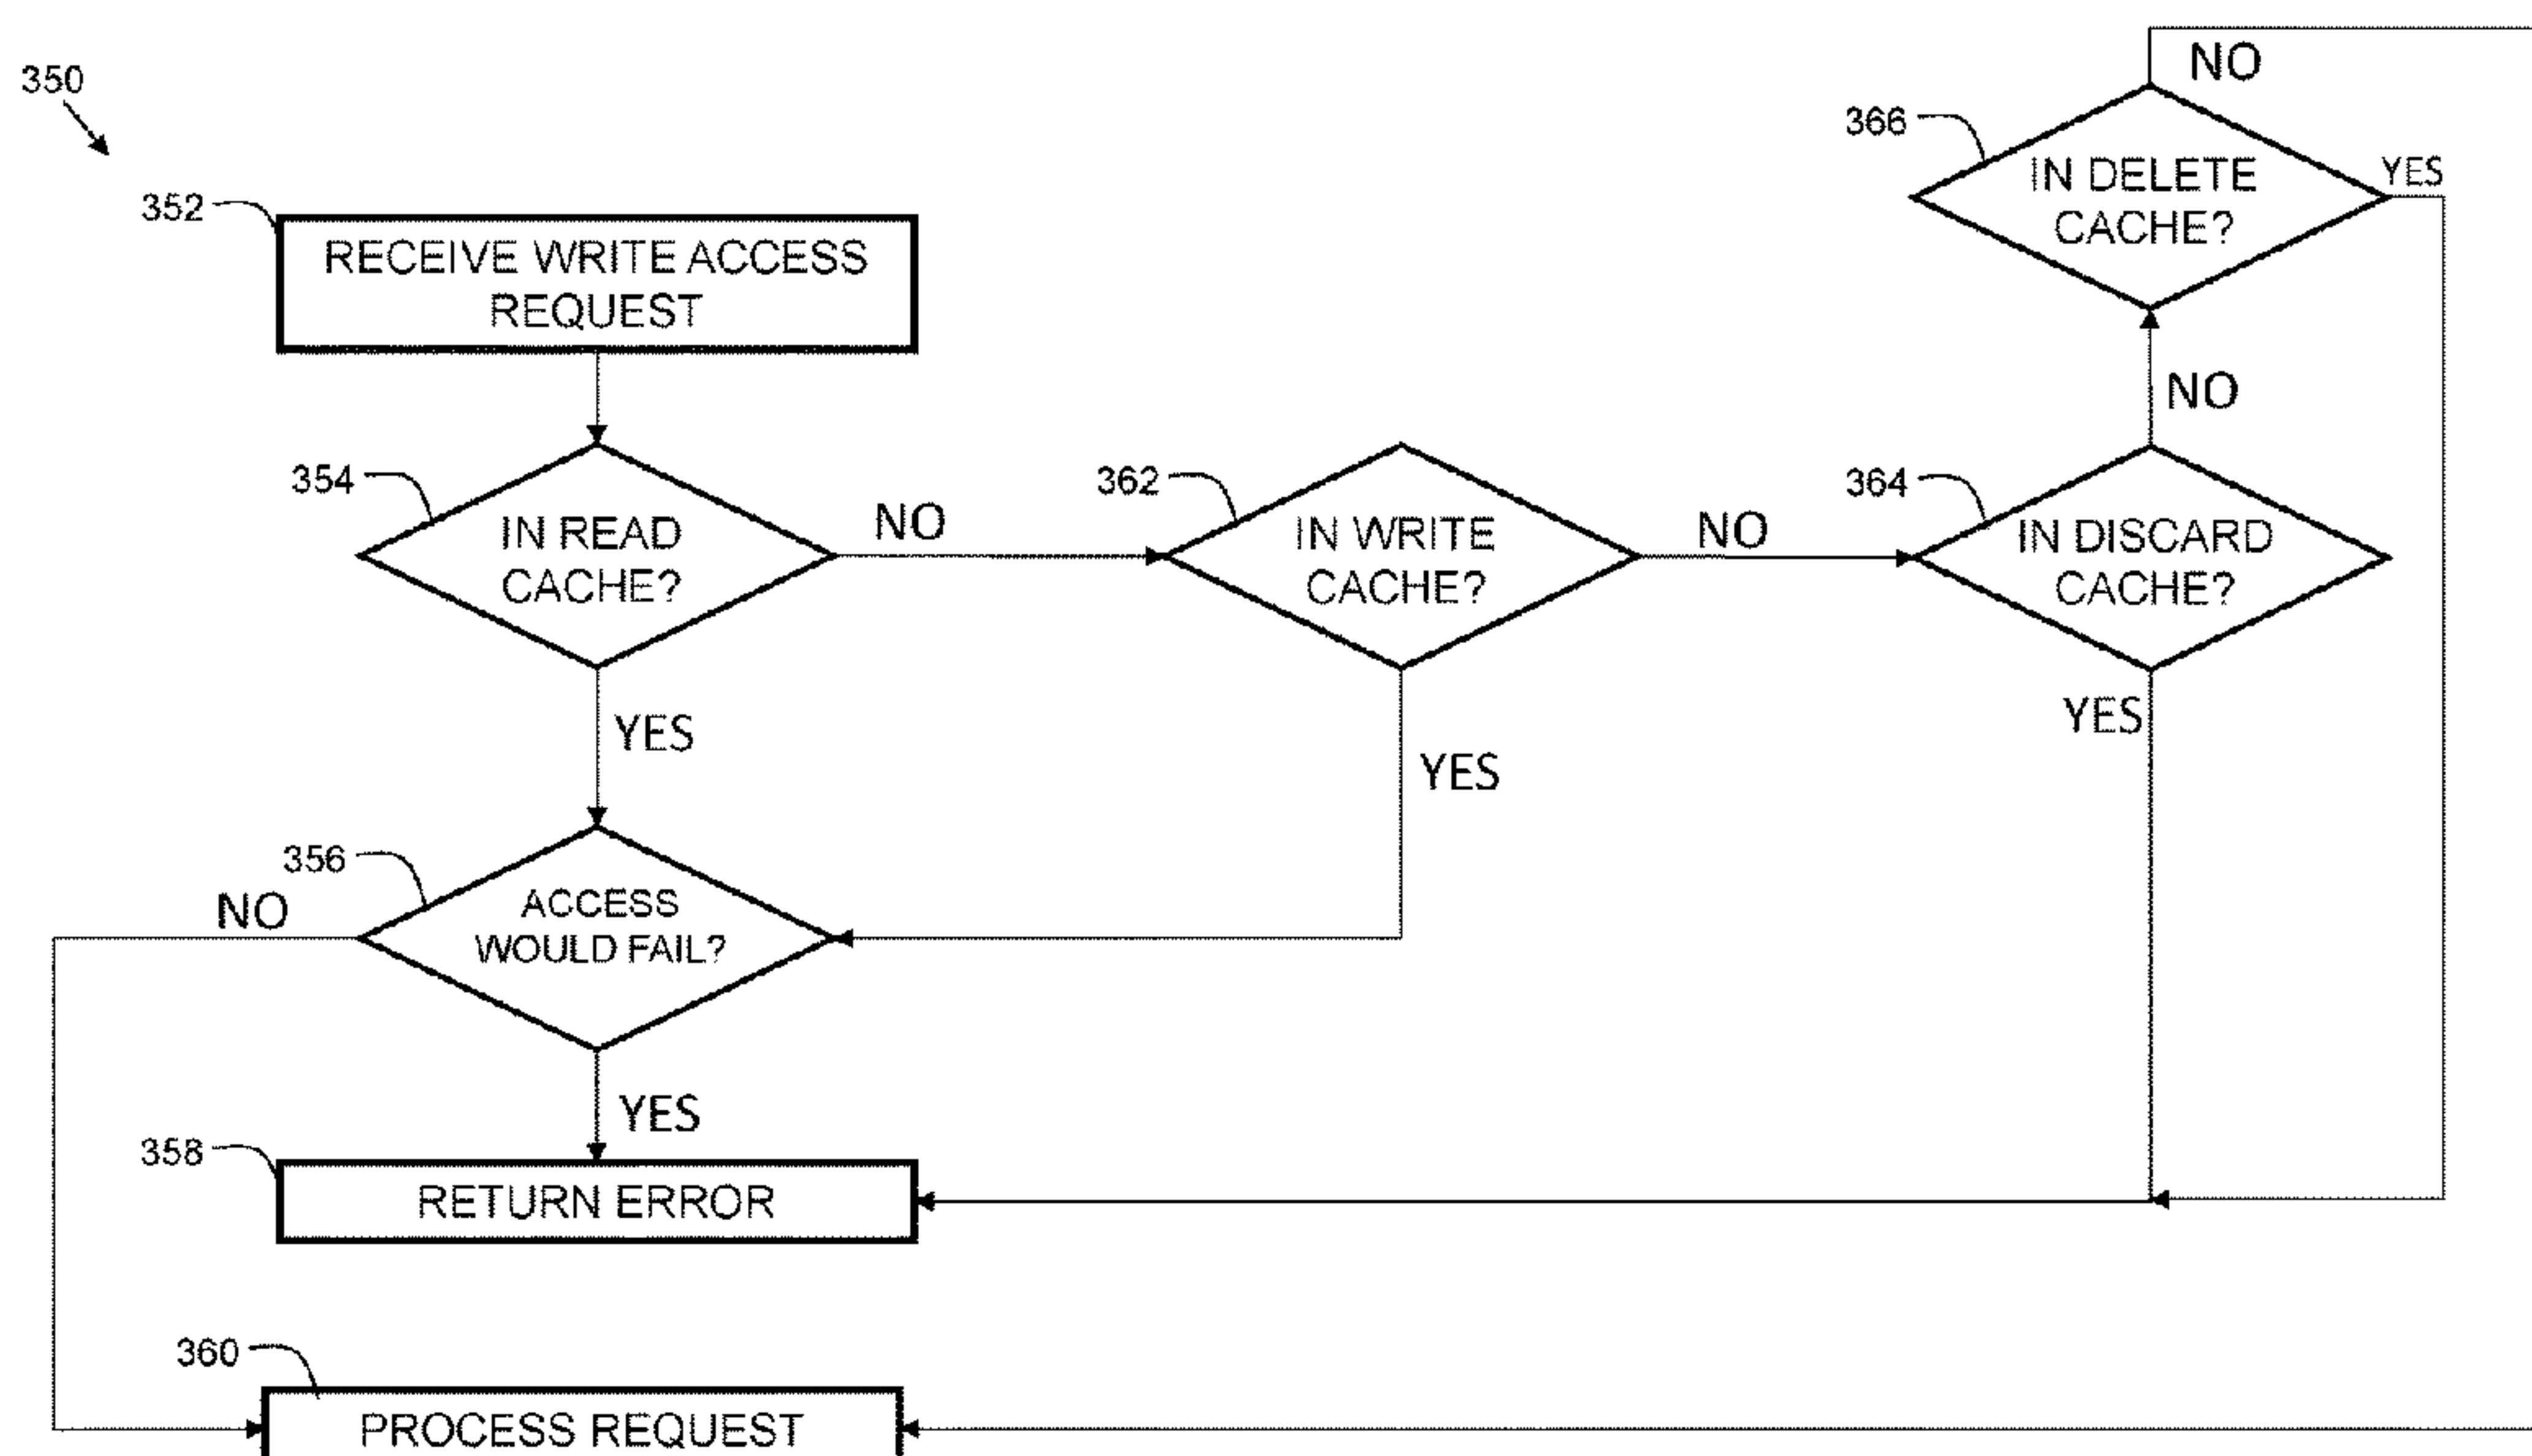 350
NO
366
IN DELETE
CACHE?
YES
352
RECEIVE WRITE ACCESS
REQUEST
NO
354
IN READ
CACHE?
NO
362
IN WRITE
CACHE?
NO
364
IN DISCARD
CACHE?
YES
YES
YES
356
ACCESS
WOULD FAIL?
NO
YES
358
RETURN ERROR
360
PROCESS REQUEST